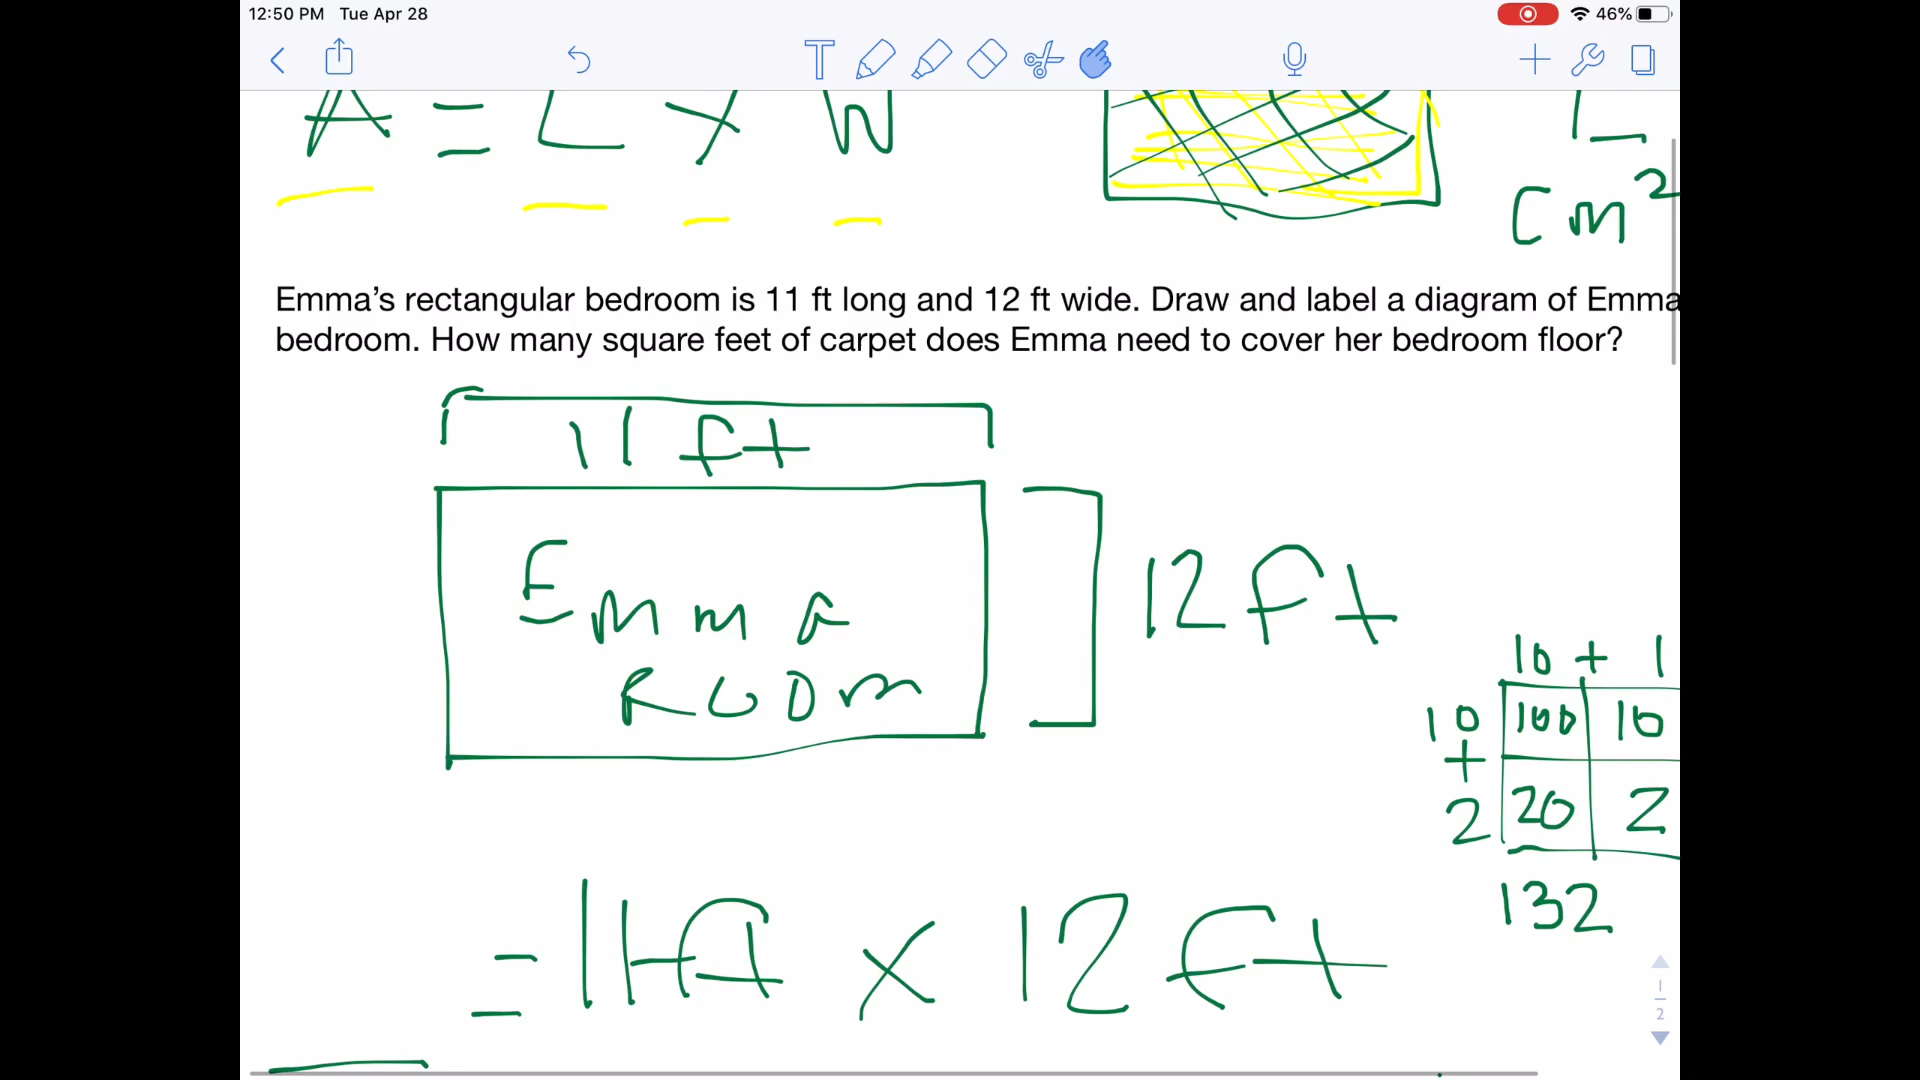 12:50 PM Tue Apr 28
46%
T
A = L x W
L
cm²
Emma’s rectangular bedroom is 11 ft long and 12 ft wide. Draw and label a diagram of Emma
bedroom. How many square feet of carpet does Emma need to cover her bedroom floor?
11 ft
Emma
Room
12 ft
10 + 1
10 100 10
+
2 20 2
132
= 11 ft x 12 ft
1
2